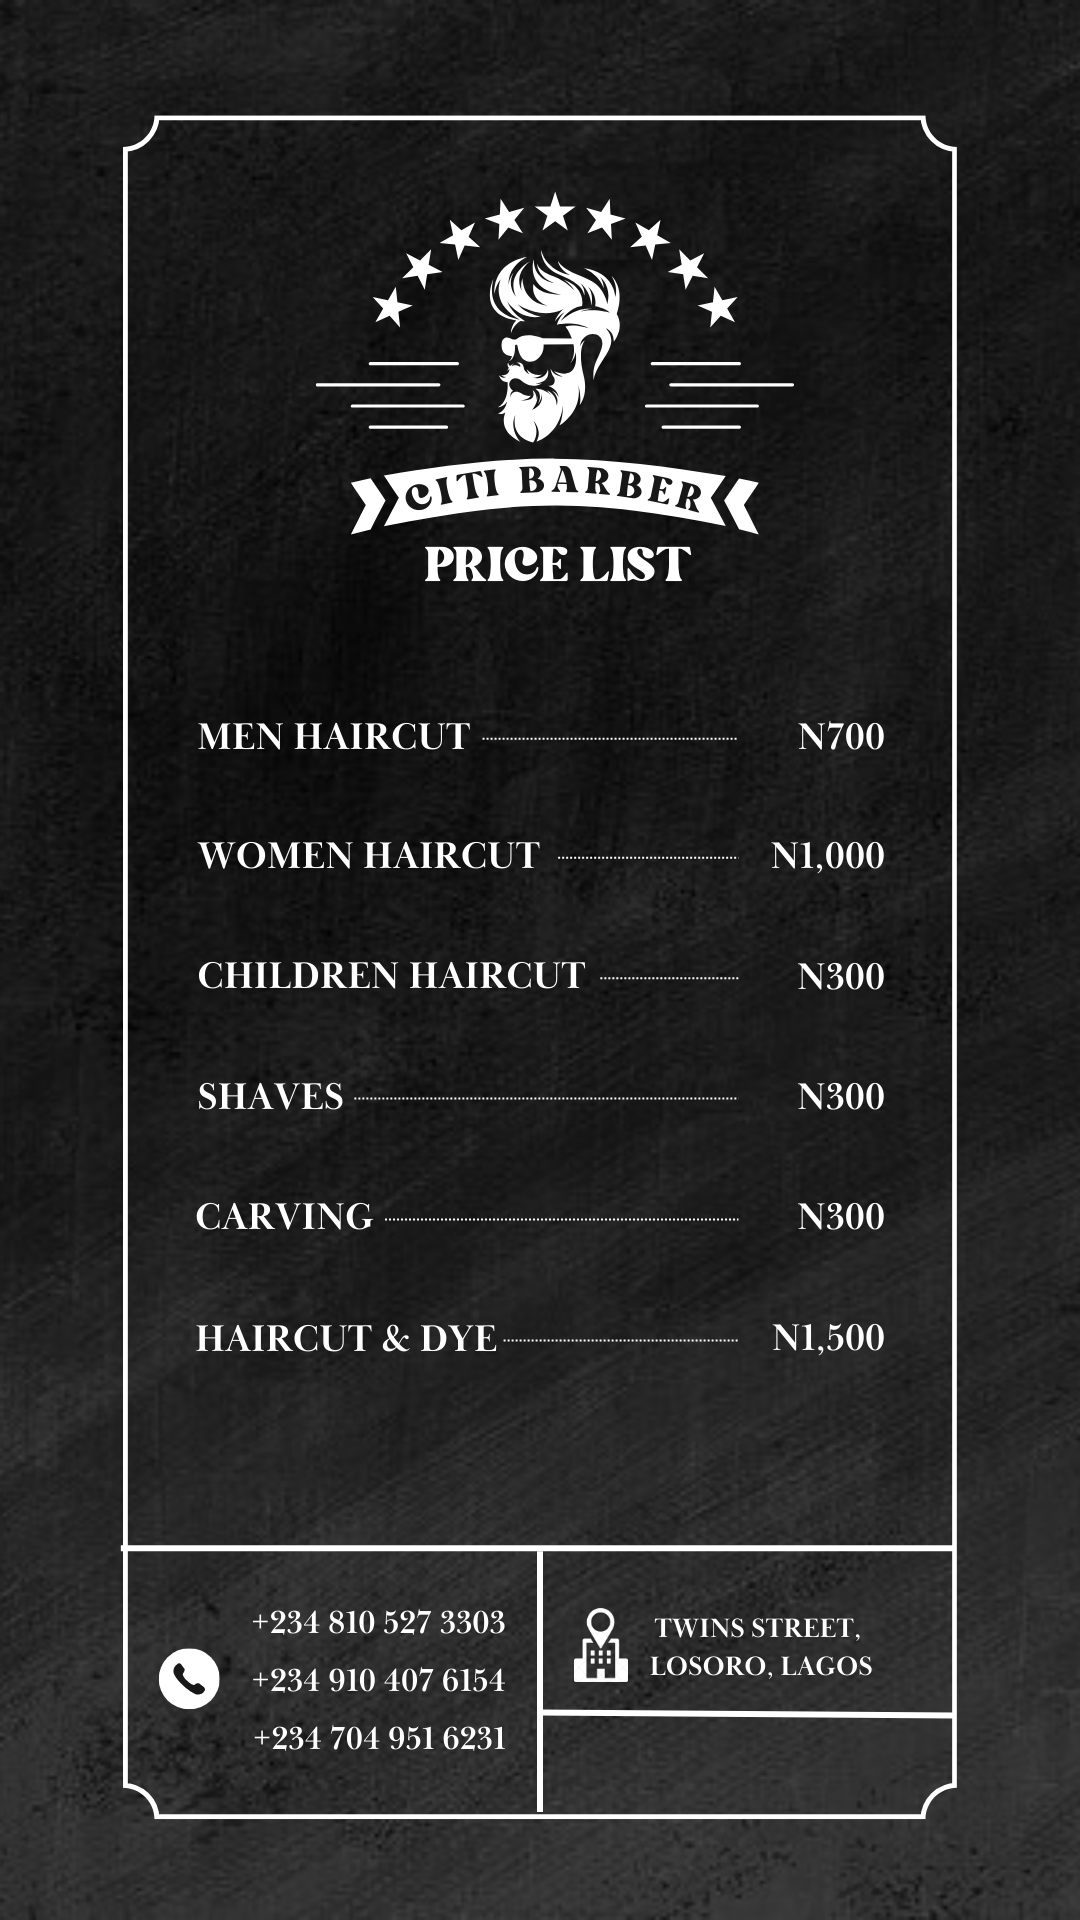 CITI BARBER
PRICE LIST
MEN HAIRCUT N700
WOMEN HAIRCUT N1,000
CHILDREN HAIRCUT N300
SHAVES N300
CARVING N300
HAIRCUT & DYE N1,500
+234 810 527 3303
+234 910 407 6154
+234 704 951 6231
TWINS STREET,
LOSORO, LAGOS